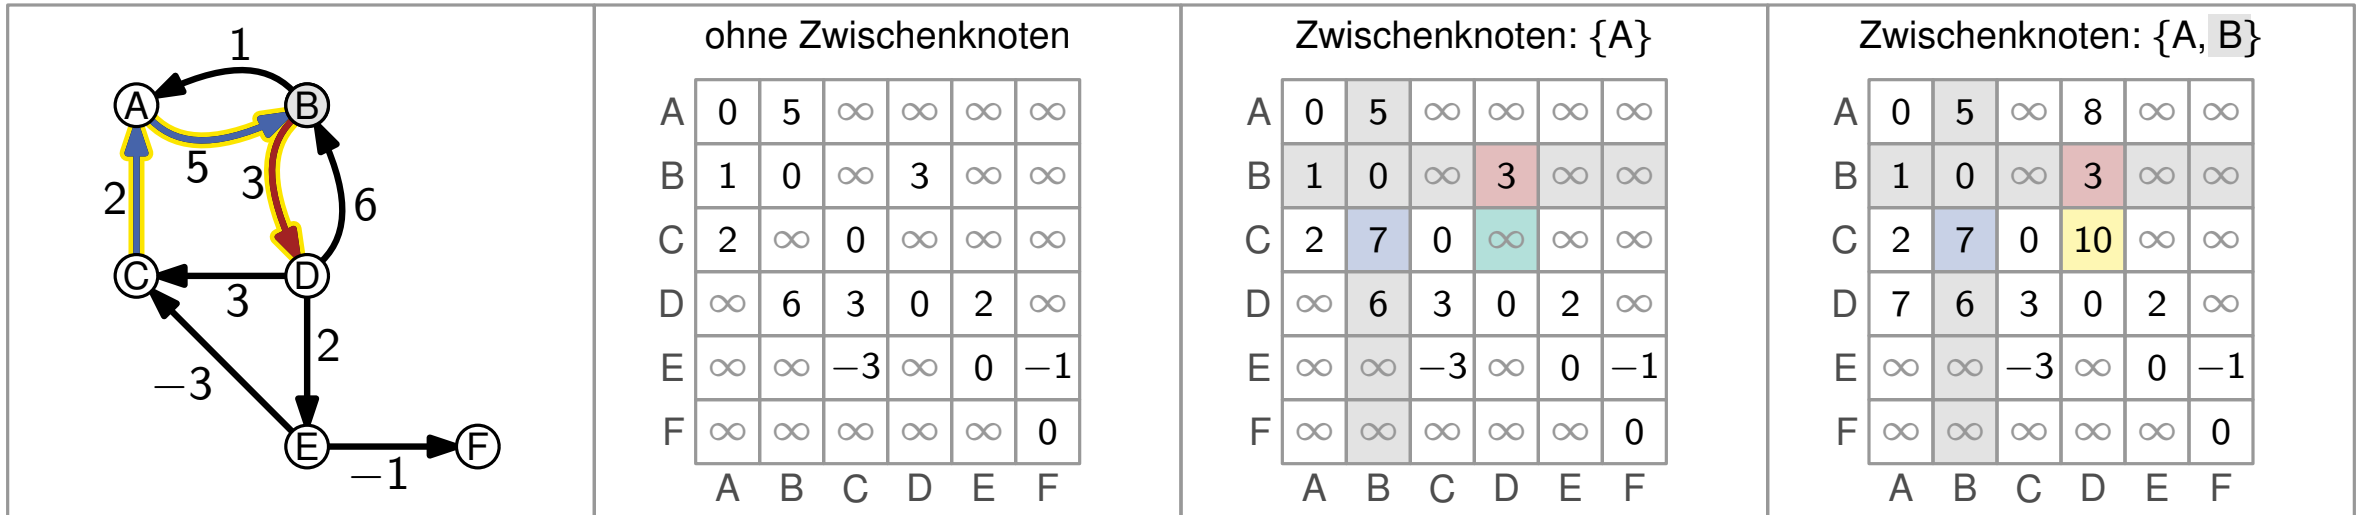 1
A B
5 3 6
2
C D
3
2
−3
E F
−1
ohne Zwischenknoten
A 0 5 ∞ ∞ ∞ ∞
B 1 0 ∞ 3 ∞ ∞
C 2 ∞ 0 ∞ ∞ ∞
D ∞ 6 3 0 2 ∞
E ∞ ∞ −3 ∞ 0 −1
F ∞ ∞ ∞ ∞ ∞ 0
A B C D E F
Zwischenknoten: {A}
A 0 5 ∞ ∞ ∞ ∞
B 1 0 ∞ 3 ∞ ∞
C 2 7 0 ∞ ∞ ∞
D ∞ 6 3 0 2 ∞
E ∞ ∞ −3 ∞ 0 −1
F ∞ ∞ ∞ ∞ ∞ 0
A B C D E F
Zwischenknoten: {A, B}
A 0 5 ∞ 8 ∞ ∞
B 1 0 ∞ 3 ∞ ∞
C 2 7 0 10 ∞ ∞
D 7 6 3 0 2 ∞
E ∞ ∞ −3 ∞ 0 −1
F ∞ ∞ ∞ ∞ ∞ 0
A B C D E F